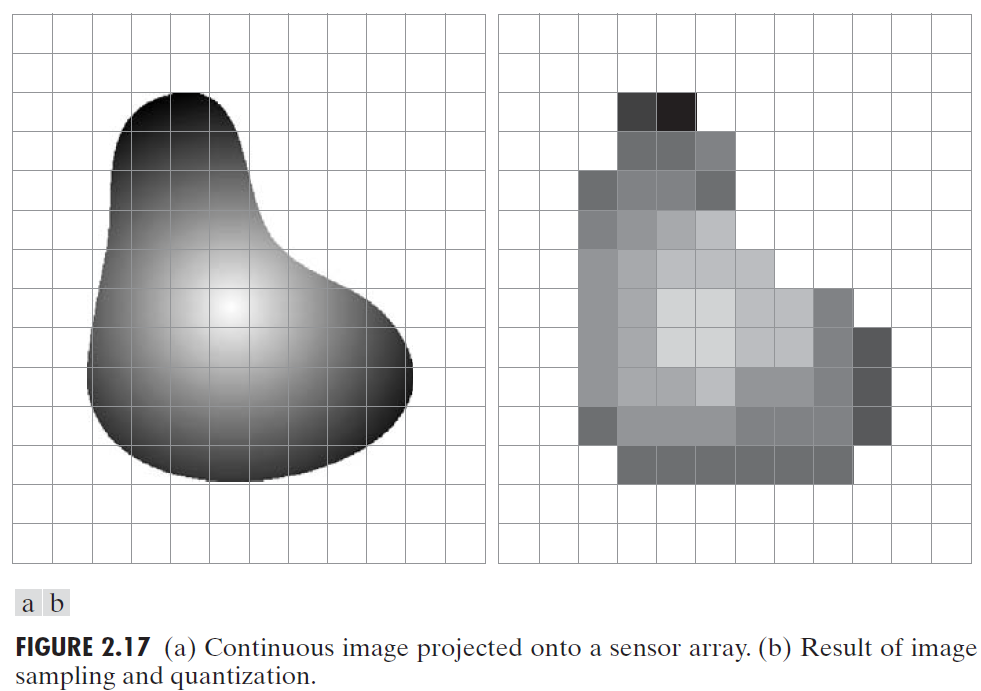 a b
FIGURE 2.17 (a) Continuous image projected onto a sensor array. (b) Result of image
sampling and quantization.